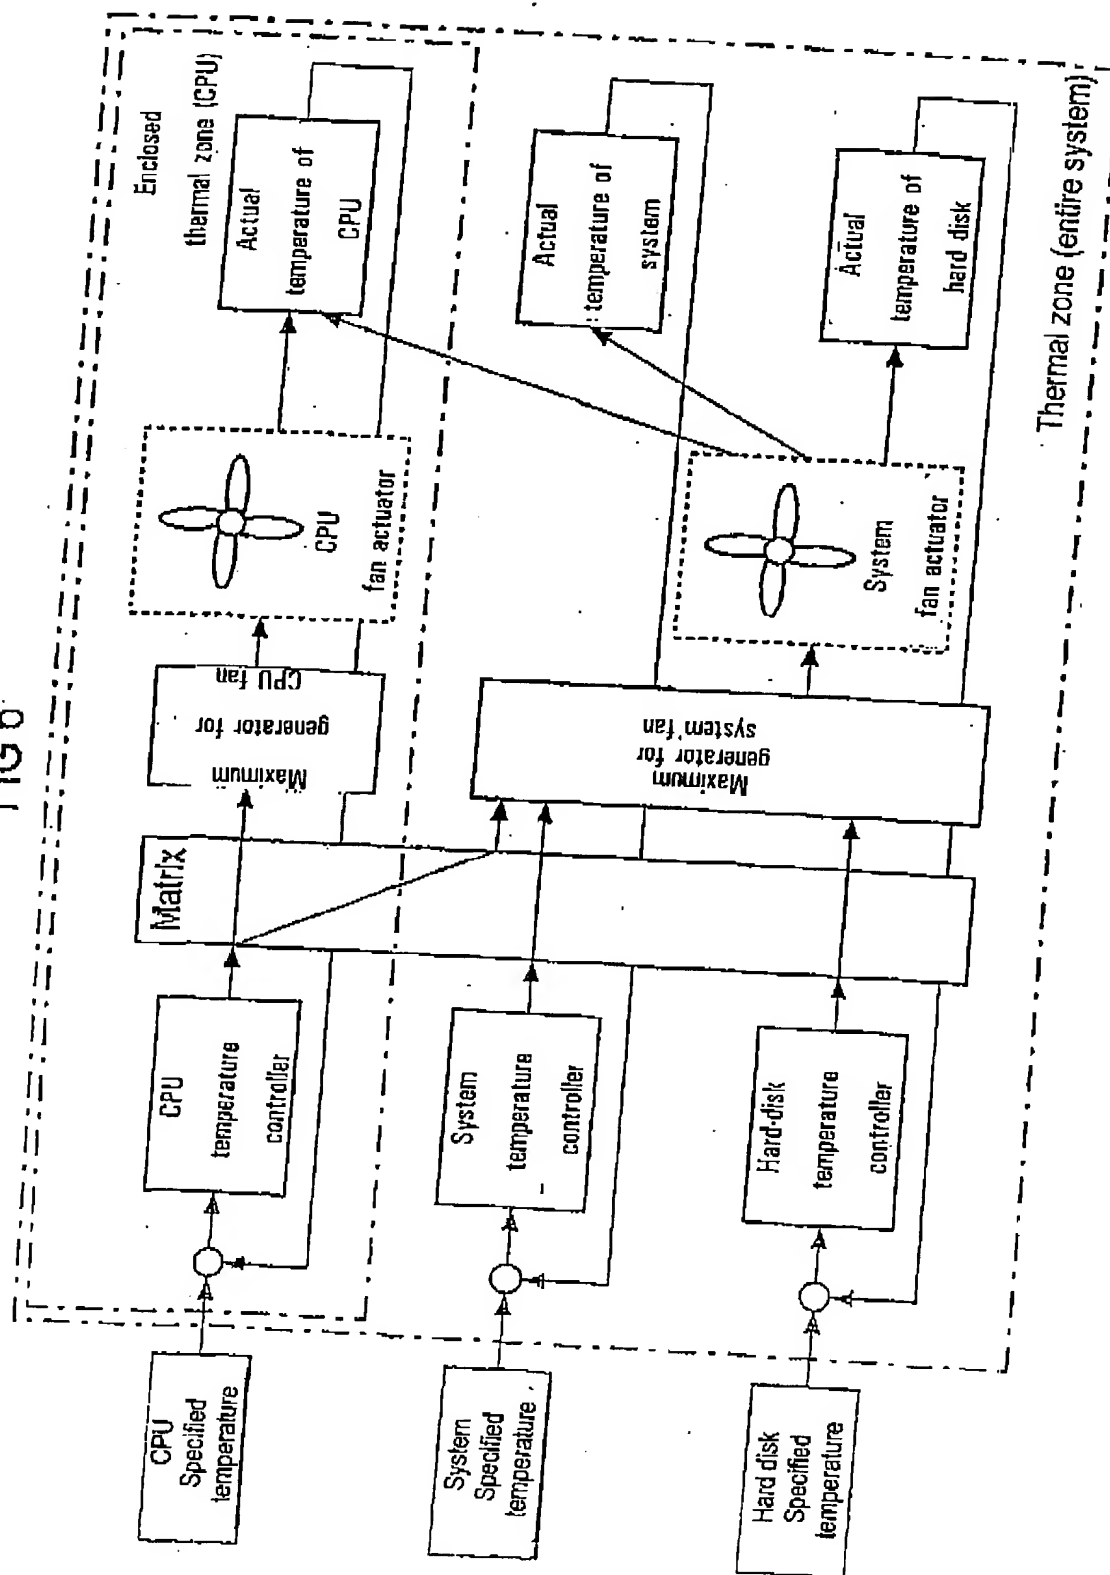 FIG 6
Enclosed
thermal zone (CPU)
CPU
Specified
temperature
CPU
temperature
controller
Matrix
Maximum
generator for
CPU fan
CPU
fan actuator
Actual
temperature of
CPU
System
Specified
temperature
System
temperature
controller
Maximum
generator for
system fan
System
fan actuator
Actual
temperature of
system
Hard disk
Specified
temperature
Hard-disk
temperature
controller
Actual
temperature of
hard disk
Thermal zone (entire system)